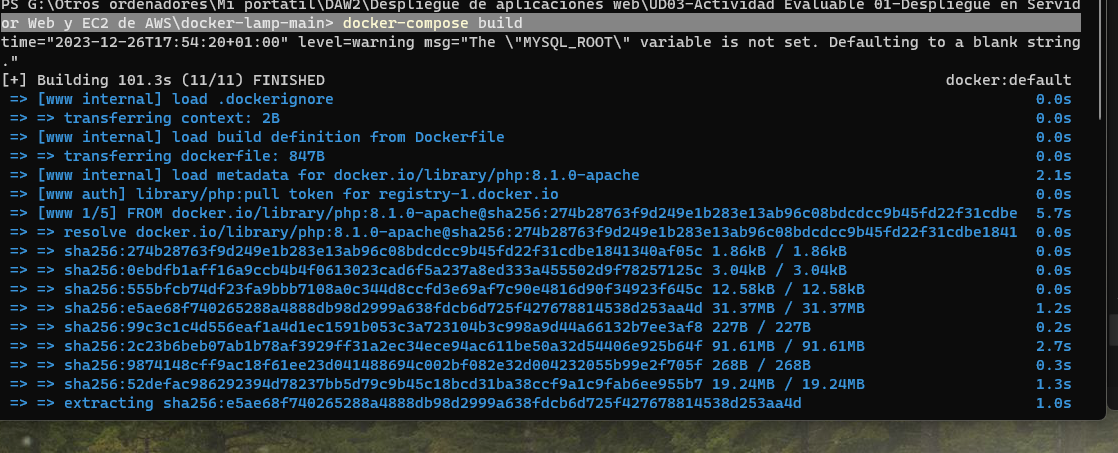 PS G:\Otros ordenadores\Mi portatil\DAW2\Despliegue de aplicaciones web\UD03-Actividad Evaluable 01-Despliegue en Servid
or Web y EC2 de AWS\docker-lamp-main> docker-compose build
time="2023-12-26T17:54:20+01:00" level=warning msg="The \"MYSQL_ROOT\" variable is not set. Defaulting to a blank string
."
[+] Building 101.3s (11/11) FINISHED docker:default
=> [www internal] load .dockerignore 0.0s
=> => transferring context: 2B 0.0s
=> [www internal] load build definition from Dockerfile 0.0s
=> => transferring dockerfile: 847B 0.0s
=> [www internal] load metadata for docker.io/library/php:8.1.0-apache 2.1s
=> [www auth] library/php:pull token for registry-1.docker.io 0.0s
=> [www 1/5] FROM docker.io/library/php:8.1.0-apache@sha256:274b28763f9d249e1b283e13ab96c08bdcdcc9b45fd22f31cdbe 5.7s
=> => resolve docker.io/library/php:8.1.0-apache@sha256:274b28763f9d249e1b283e13ab96c08bdcdcc9b45fd22f31cdbe1841 0.0s
=> => sha256:274b28763f9d249e1b283e13ab96c08bdcdcc9b45fd22f31cdbe1841340af05c 1.86kB / 1.86kB 0.0s
=> => sha256:0ebdfb1aff16a9ccb4b4f0613023cad6f5a237a8ed333a455502d9f78257125c 3.04kB / 3.04kB 0.0s
=> => sha256:555bfcb74df23fa9bbb7108a0c344d8ccfd3e69af7c90e4816d90f34923f645c 12.58kB / 12.58kB 0.0s
=> => sha256:e5ae68f740265288a4888db98d2999a638fdcb6d725f427678814538d253aa4d 31.37MB / 31.37MB 1.2s
=> => sha256:99c3c1c4d556eaf1a4d1ec1591b053c3a723104b3c998a9d44a66132b7ee3af8 227B / 227B 0.2s
=> => sha256:2c23b6beb07ab1b78af3929ff31a2ec34ece94ac611be50a32d54406e925b64f 91.61MB / 91.61MB 2.7s
=> => sha256:9874148cff9ac18f61ee23d041488694c002bf082e32d004232055b99e2f705f 268B / 268B 0.3s
=> => sha256:52defac986292394d78237bb5d79c9b45c18bcd31ba38ccf9a1c9fab6ee955b7 19.24MB / 19.24MB 1.3s
=> => extracting sha256:e5ae68f740265288a4888db98d2999a638fdcb6d725f427678814538d253aa4d 1.0s